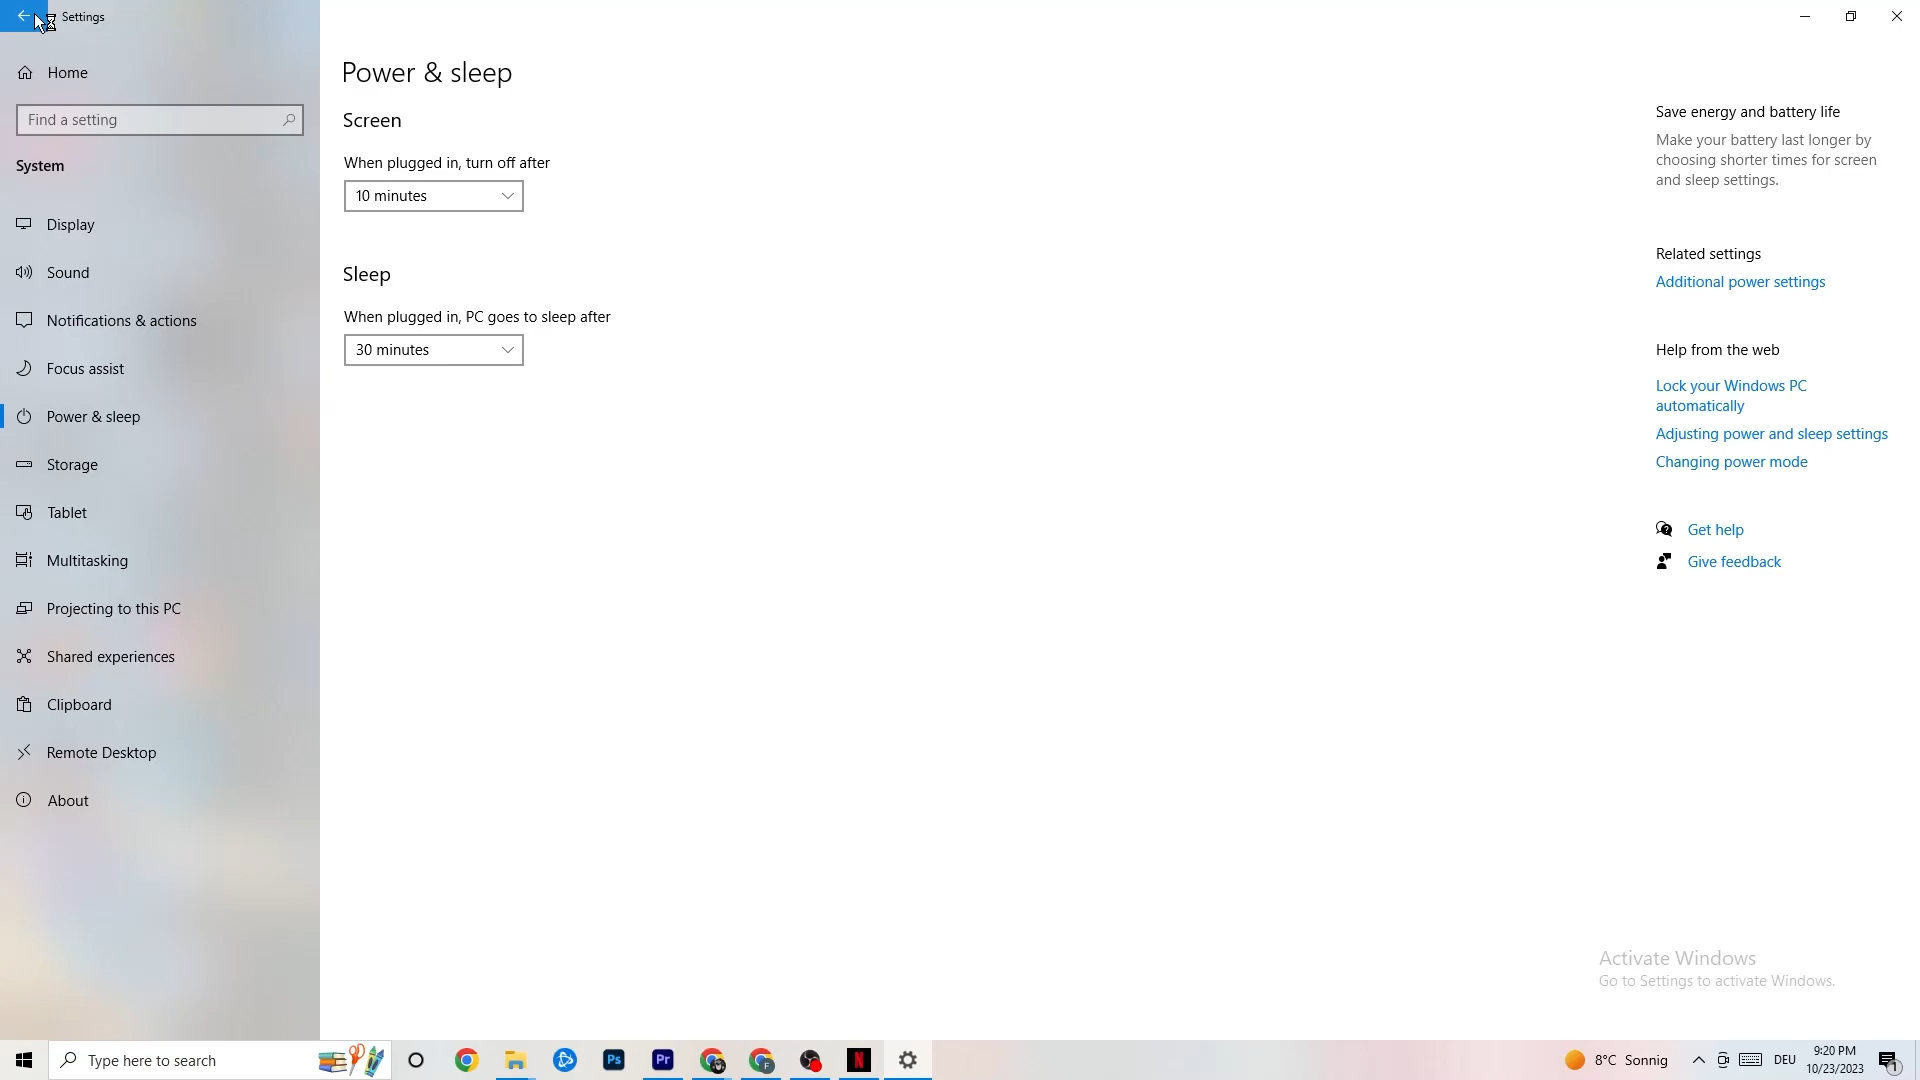 Settings
Home
Find a setting
System
Display
Sound
Notifications & actions
Focus assist
Power & sleep
Storage
Tablet
Multitasking
Projecting to this PC
Shared experiences
Clipboard
Remote Desktop
About
Power & sleep
Screen
When plugged in, turn off after
10 minutes
Sleep
When plugged in, PC goes to sleep after
30 minutes
Save energy and battery life
Make your battery last longer by
choosing shorter times for screen
and sleep settings.
Related settings
Additional power settings
Help from the web
Lock your Windows PC
automatically
Adjusting power and sleep settings
Changing power mode
Get help
Give feedback
Activate Windows
Go to Settings to activate Windows.
Type here to search
Ps
Pr
F
N
8°C Sonnig
DEU
9:20 PM
10/23/2023
1